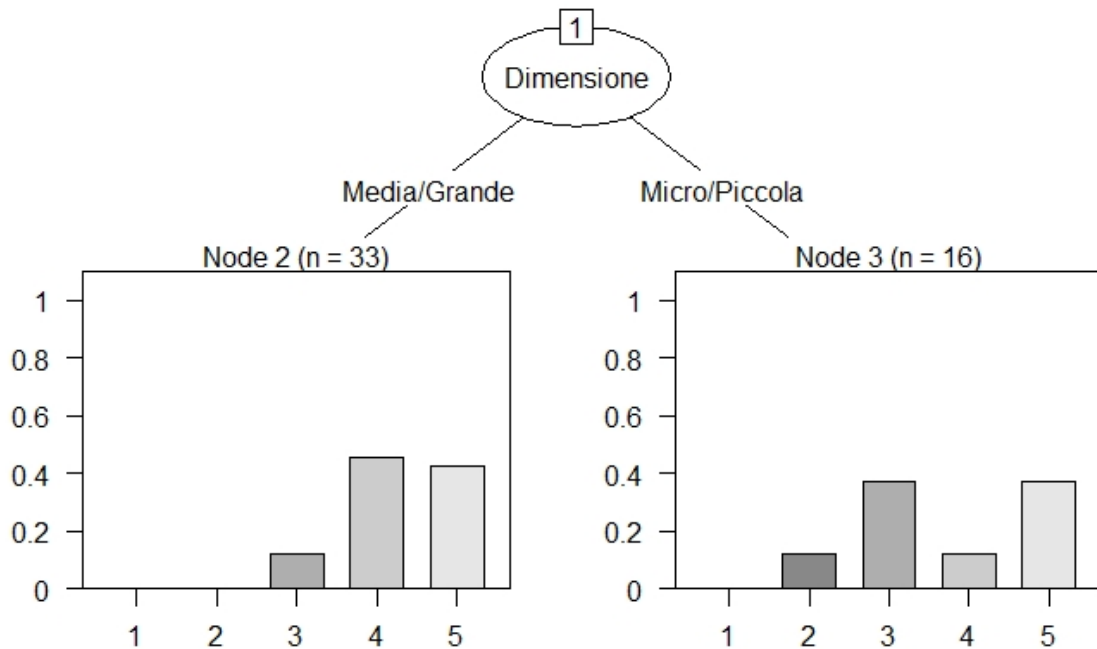 1
Dimensione
Media/Grande
Micro/Piccola
Node 2 (n = 33)
1
0.8
0.6
0.4
0.2
0
1 2 3 4 5
Node 3 (n = 16)
1
0.8
0.6
0.4
0.2
0
1 2 3 4 5